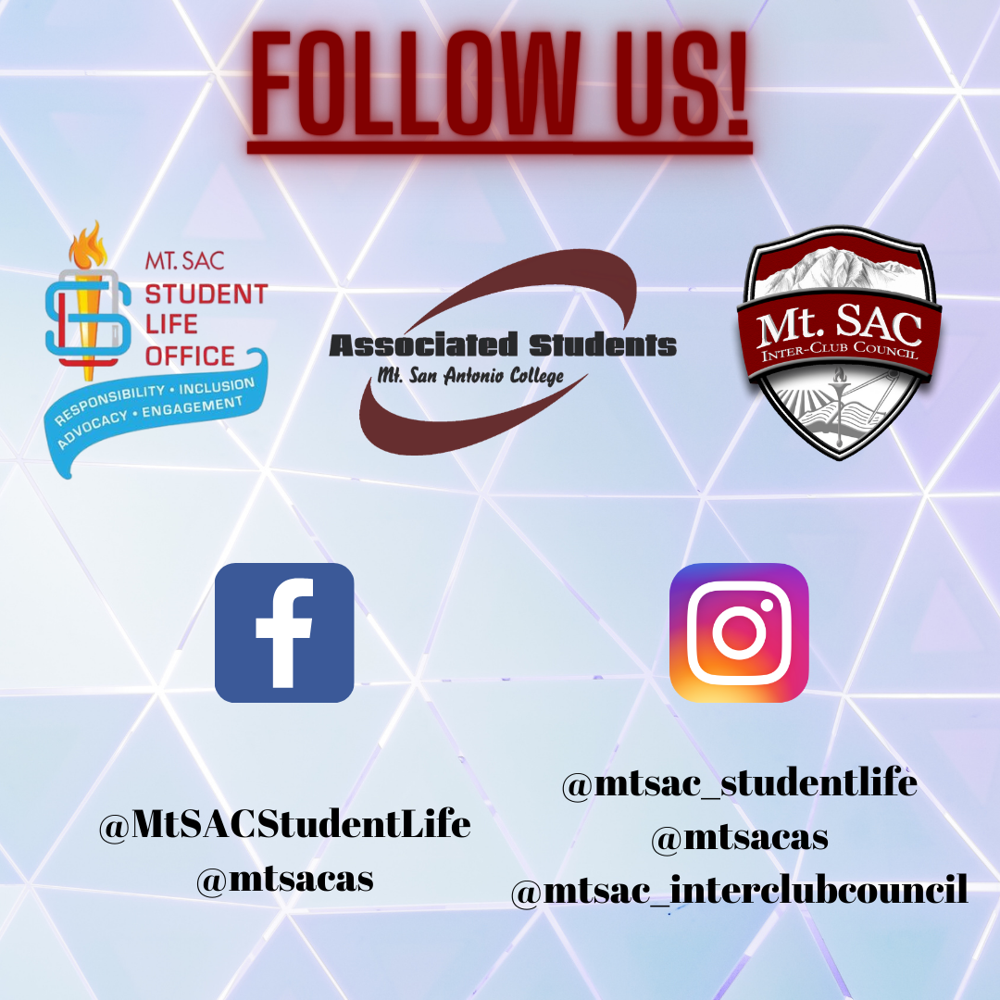 FOLLOW US!
MT. SAC
STUDENT
LIFE
OFFICE
RESPONSIBILITY • INCLUSION
ADVOCACY • ENGAGEMENT
Associated Students
Mt. San Antonio College
Mt. SAC
INTER-CLUB COUNCIL
@MtSACStudentLife
@mtsacas
@mtsac_studentlife
@mtsacas
@mtsac_interclubcouncil